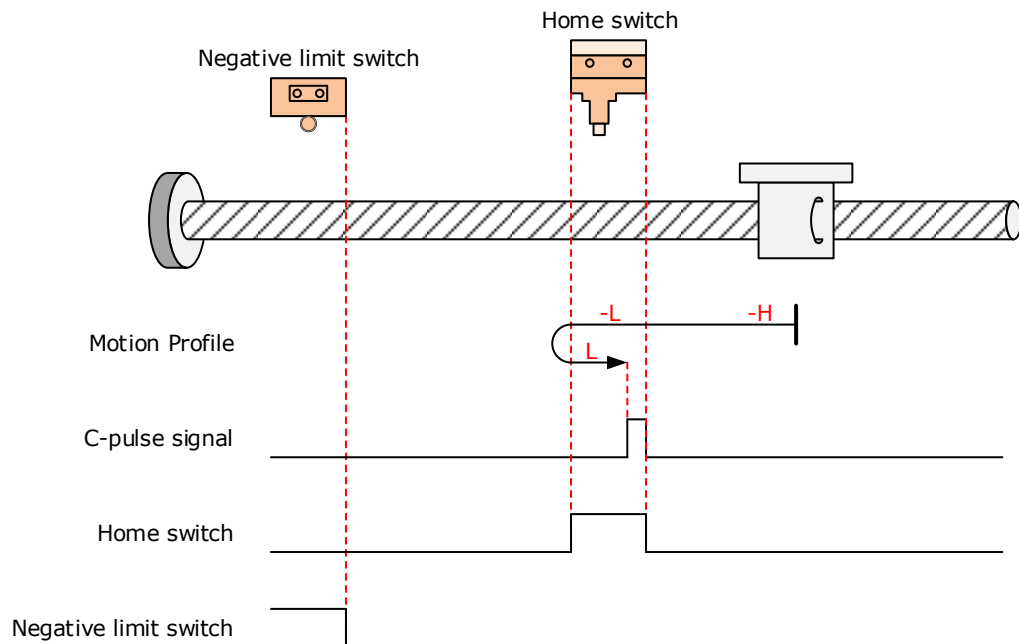 Home switch
Negative limit switch
-L
-H
Motion Profile
L
C-pulse signal
Home switch
Negative limit switch